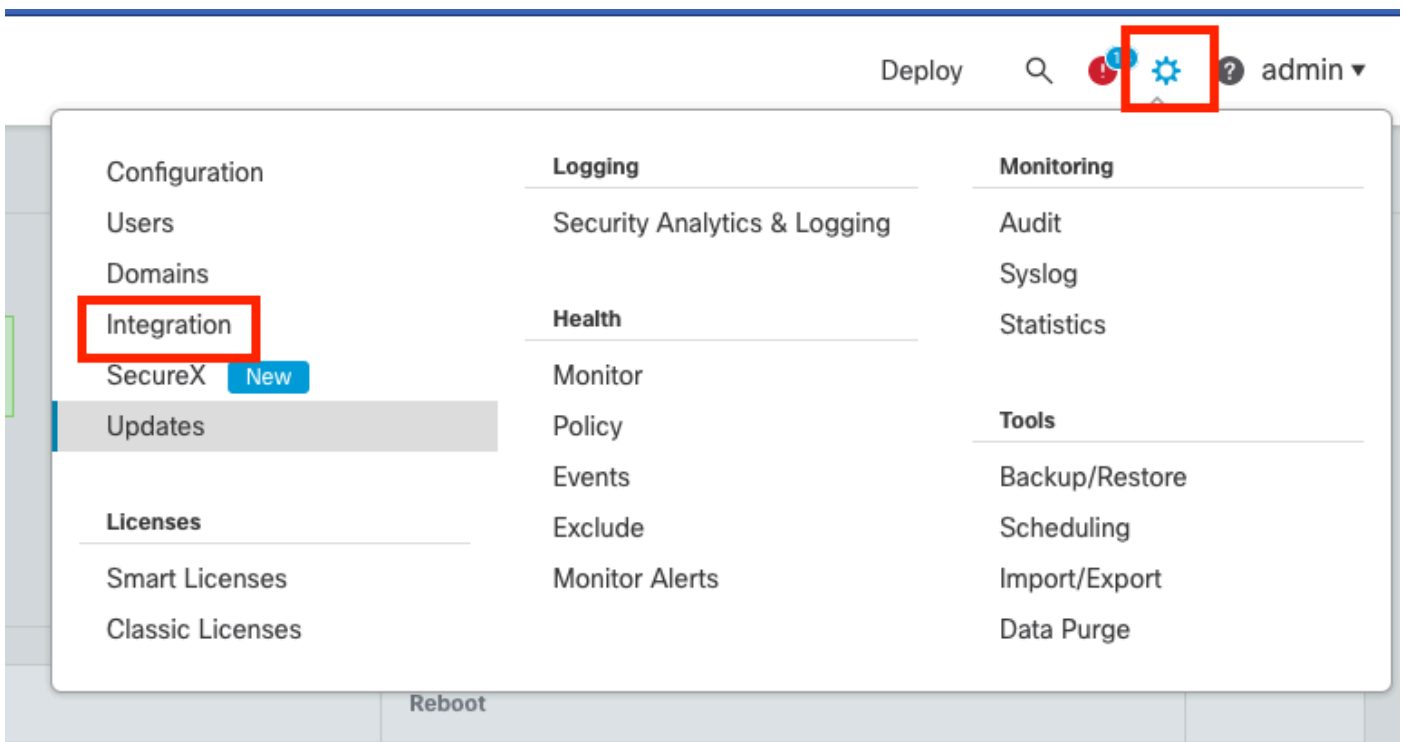 Deploy
admin
Configuration
Users
Domains
Integration
SecureX New
Updates
Licenses
Smart Licenses
Classic Licenses
Logging
Security Analytics & Logging
Health
Monitor
Policy
Events
Exclude
Monitor Alerts
Monitoring
Audit
Syslog
Statistics
Tools
Backup/Restore
Scheduling
Import/Export
Data Purge
Reboot